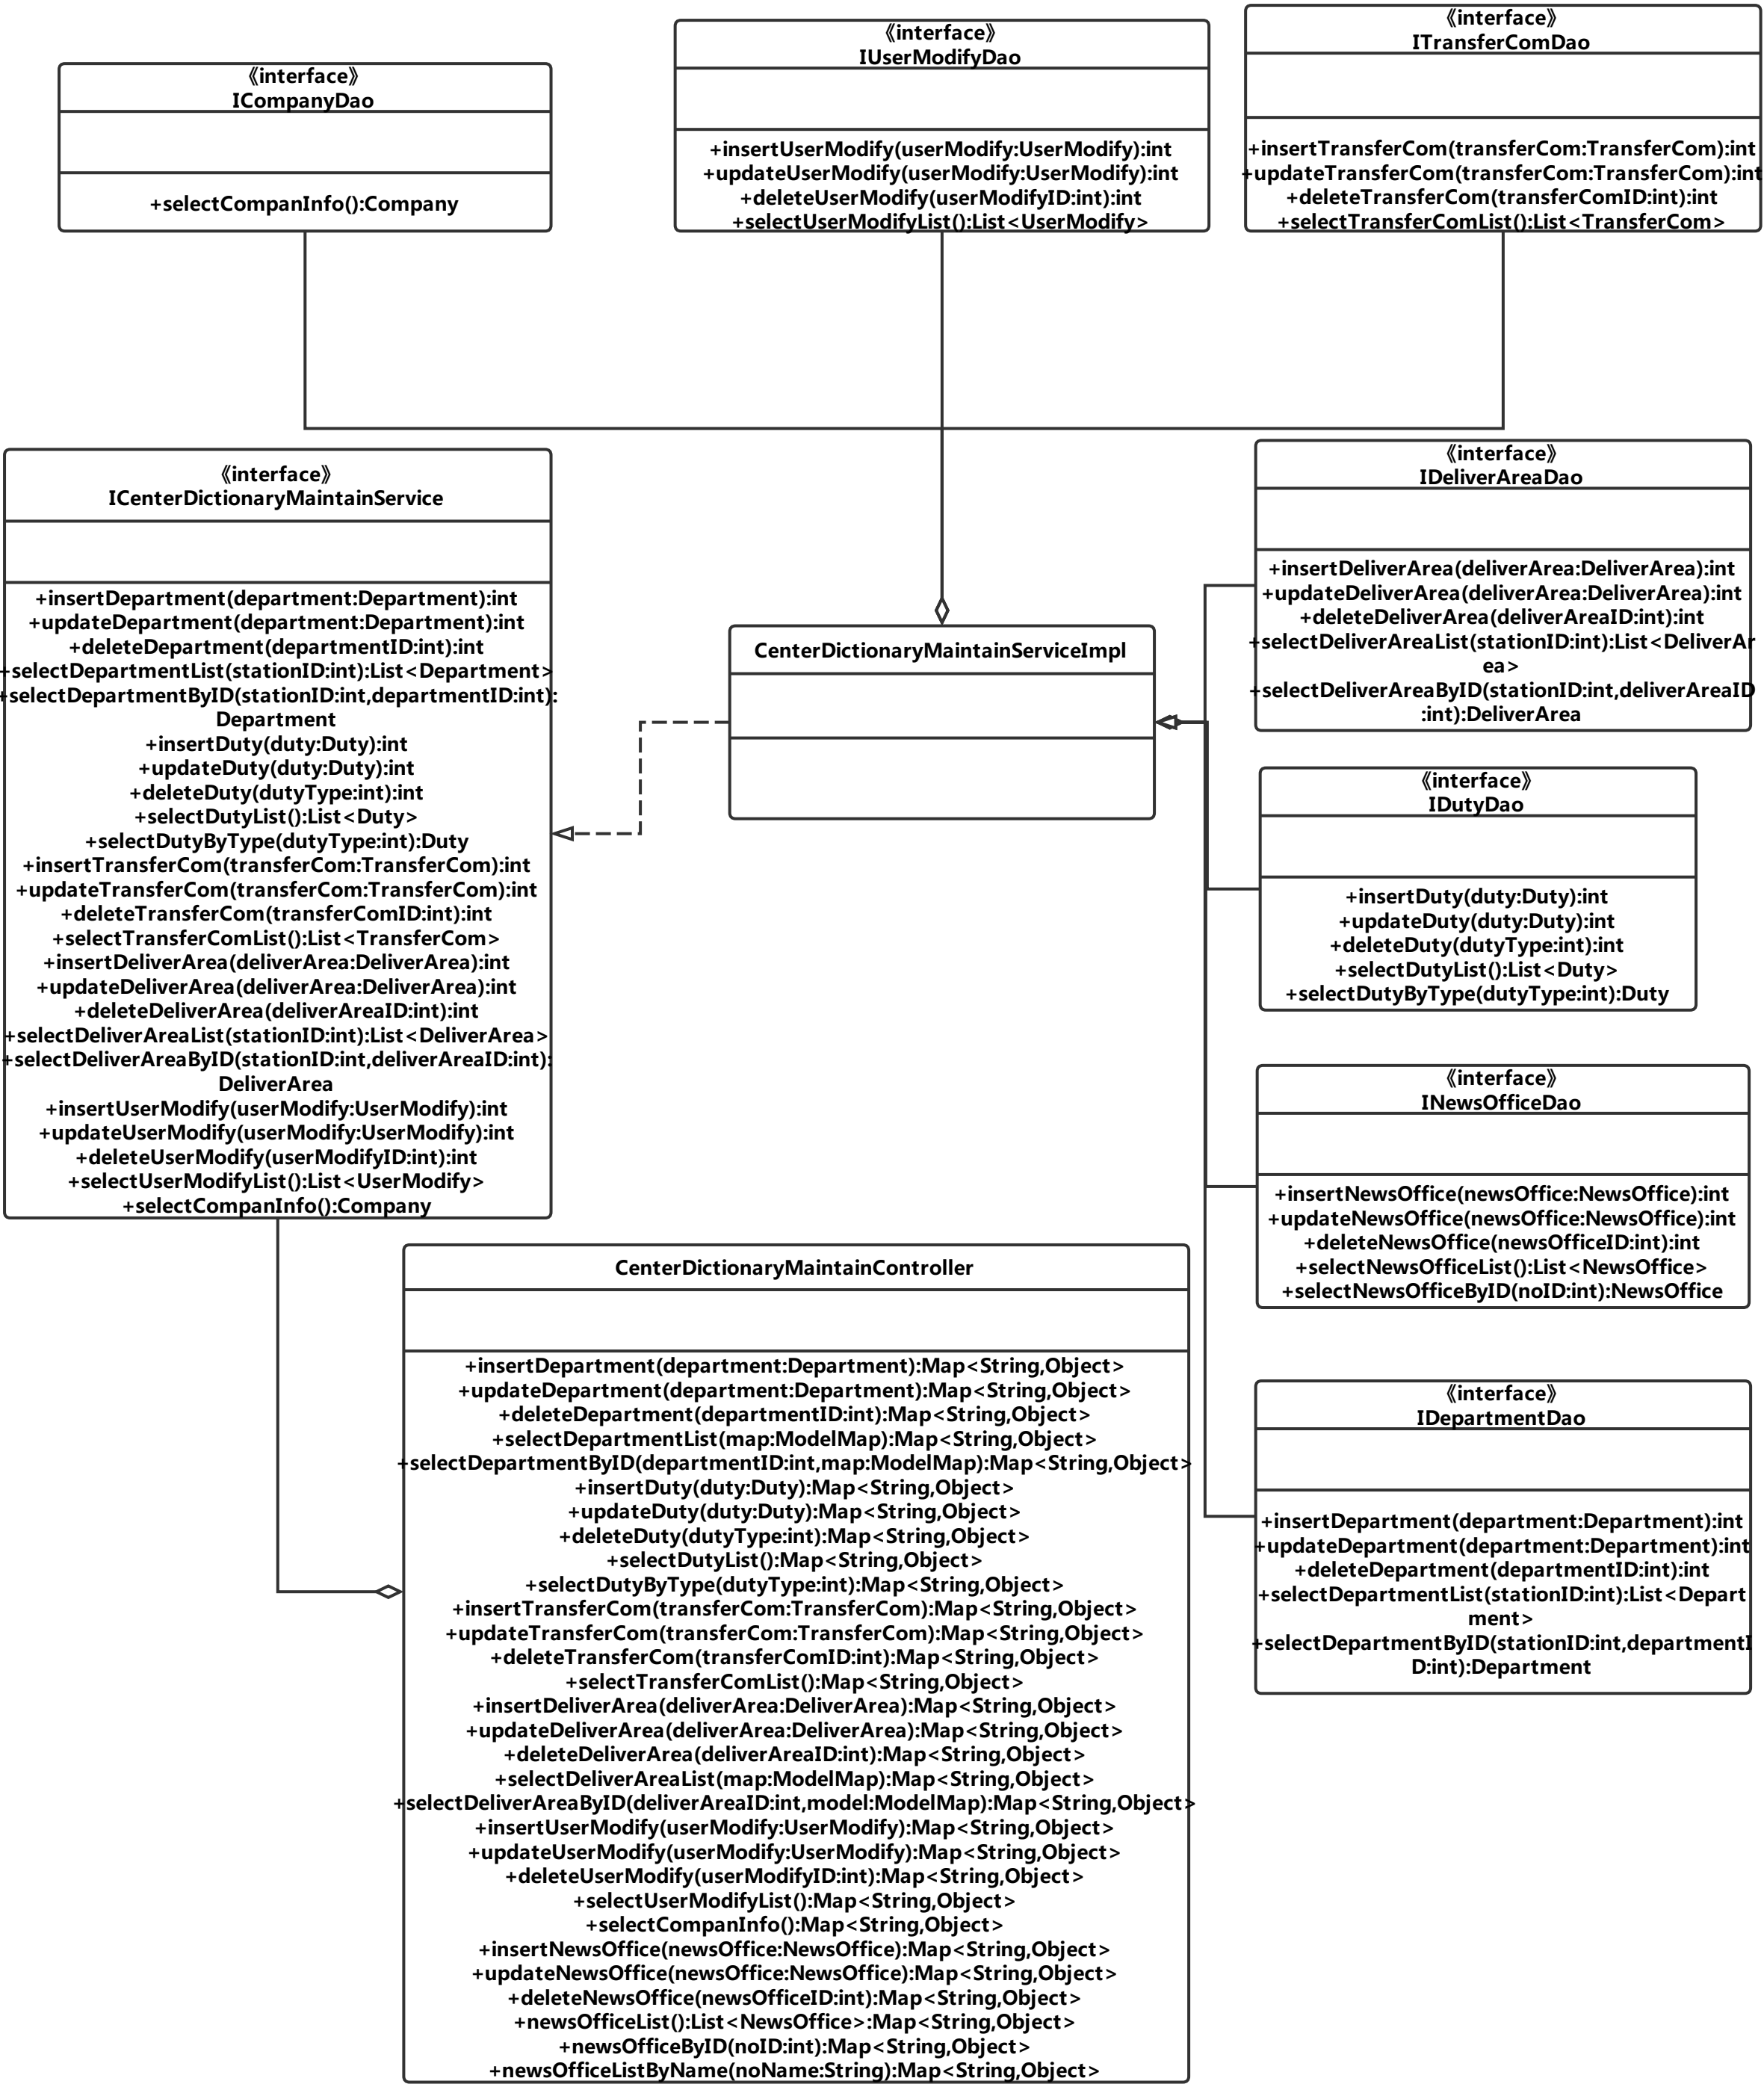 《interface》
ICompanyDao
+selectCompanInfo():Company
《interface》
IUserModifyDao
+insertUserModify(userModify:UserModify):int
+updateUserModify(userModify:UserModify):int
+deleteUserModify(userModifyID:int):int
+selectUserModifyList():List<UserModify>
《interface》
ITransferComDao
+insertTransferCom(transferCom:TransferCom):int
+updateTransferCom(transferCom:TransferCom):int
+deleteTransferCom(transferComID:int):int
+selectTransferComList():List<TransferCom>
《interface》
ICenterDictionaryMaintainService
+insertDepartment(department:Department):int
+updateDepartment(department:Department):int
+deleteDepartment(departmentID:int):int
+selectDepartmentList(stationID:int):List<Department>
+selectDepartmentByID(stationID:int,departmentID:int):
Department
+insertDuty(duty:Duty):int
+updateDuty(duty:Duty):int
+deleteDuty(dutyType:int):int
+selectDutyList():List<Duty>
+selectDutyByType(dutyType:int):Duty
+insertTransferCom(transferCom:TransferCom):int
+updateTransferCom(transferCom:TransferCom):int
+deleteTransferCom(transferComID:int):int
+selectTransferComList():List<TransferCom>
+insertDeliverArea(deliverArea:DeliverArea):int
+updateDeliverArea(deliverArea:DeliverArea):int
+deleteDeliverArea(deliverAreaID:int):int
+selectDeliverAreaList(stationID:int):List<DeliverArea>
+selectDeliverAreaByID(stationID:int,deliverAreaID:int):
DeliverArea
+insertUserModify(userModify:UserModify):int
+updateUserModify(userModify:UserModify):int
+deleteUserModify(userModifyID:int):int
+selectUserModifyList():List<UserModify>
+selectCompanInfo():Company
CenterDictionaryMaintainServiceImpl
《interface》
IDeliverAreaDao
+insertDeliverArea(deliverArea:DeliverArea):int
+updateDeliverArea(deliverArea:DeliverArea):int
+deleteDeliverArea(deliverAreaID:int):int
+selectDeliverAreaList(stationID:int):List<DeliverAr
ea>
+selectDeliverAreaByID(stationID:int,deliverAreaID
:int):DeliverArea
《interface》
IDutyDao
+insertDuty(duty:Duty):int
+updateDuty(duty:Duty):int
+deleteDuty(dutyType:int):int
+selectDutyList():List<Duty>
+selectDutyByType(dutyType:int):Duty
《interface》
INewsOfficeDao
+insertNewsOffice(newsOffice:NewsOffice):int
+updateNewsOffice(newsOffice:NewsOffice):int
+deleteNewsOffice(newsOfficeID:int):int
+selectNewsOfficeList():List<NewsOffice>
+selectNewsOfficeByID(noID:int):NewsOffice
《interface》
IDepartmentDao
+insertDepartment(department:Department):int
+updateDepartment(department:Department):int
+deleteDepartment(departmentID:int):int
+selectDepartmentList(stationID:int):List<Depart
ment>
+selectDepartmentByID(stationID:int,departmentI
D:int):Department
CenterDictionaryMaintainController
+insertDepartment(department:Department):Map<String,Object>
+updateDepartment(department:Department):Map<String,Object>
+deleteDepartment(departmentID:int):Map<String,Object>
+selectDepartmentList(map:ModelMap):Map<String,Object>
+selectDepartmentByID(departmentID:int,map:ModelMap):Map<String,Object>
+insertDuty(duty:Duty):Map<String,Object>
+updateDuty(duty:Duty):Map<String,Object>
+deleteDuty(dutyType:int):Map<String,Object>
+selectDutyList():Map<String,Object>
+selectDutyByType(dutyType:int):Map<String,Object>
+insertTransferCom(transferCom:TransferCom):Map<String,Object>
+updateTransferCom(transferCom:TransferCom):Map<String,Object>
+deleteTransferCom(transferComID:int):Map<String,Object>
+selectTransferComList():Map<String,Object>
+insertDeliverArea(deliverArea:DeliverArea):Map<String,Object>
+updateDeliverArea(deliverArea:DeliverArea):Map<String,Object>
+deleteDeliverArea(deliverAreaID:int):Map<String,Object>
+selectDeliverAreaList(map:ModelMap):Map<String,Object>
+selectDeliverAreaByID(deliverAreaID:int,model:ModelMap):Map<String,Object>
+insertUserModify(userModify:UserModify):Map<String,Object>
+updateUserModify(userModify:UserModify):Map<String,Object>
+deleteUserModify(userModifyID:int):Map<String,Object>
+selectUserModifyList():Map<String,Object>
+selectCompanInfo():Map<String,Object>
+insertNewsOffice(newsOffice:NewsOffice):Map<String,Object>
+updateNewsOffice(newsOffice:NewsOffice):Map<String,Object>
+deleteNewsOffice(newsOfficeID:int):Map<String,Object>
+newsOfficeList():List<NewsOffice>:Map<String,Object>
+newsOfficeByID(noID:int):Map<String,Object>
+newsOfficeListByName(noName:String):Map<String,Object>